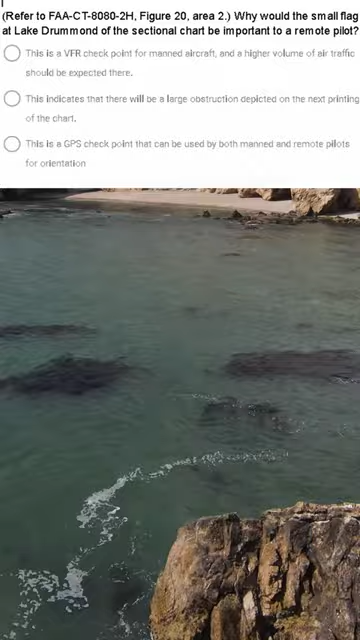 (Refer to FAA-CT-8080-2H, Figure 20, area 2.) Why would the small flag
at Lake Drummond of the sectional chart be important to a remote pilot?
This is a VFR check point for manned aircraft, and a higher volume of air traffic
should be expected there.
This indicates that there will be a large obstruction depicted on the next printing
of the chart.
This is a GPS check point that can be used by both manned and remote pilots
for orientation